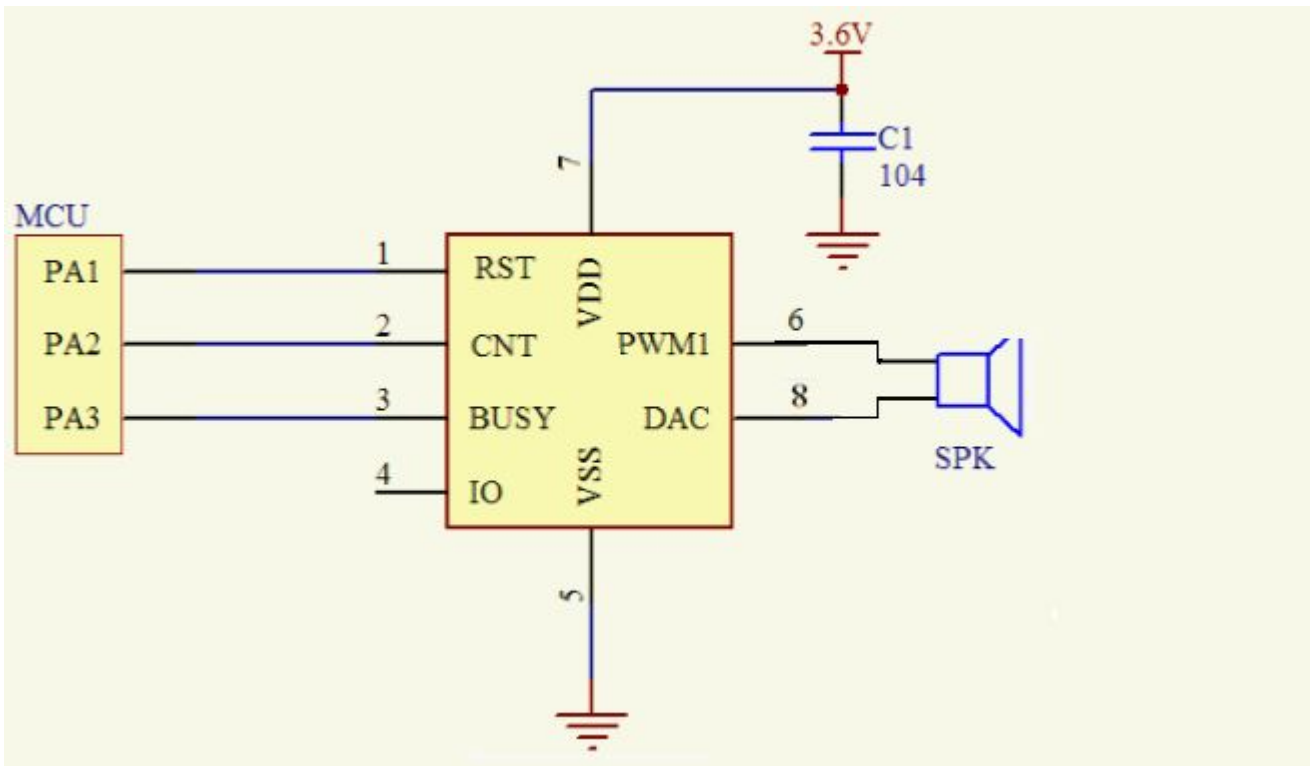 3.6V
C1
104
7
MCU
PA1
1
RST
VDD
PA2
2
CNT
PWM1
6
PA3
3
BUSY
DAC
8
SPK
4
IO
VSS
5